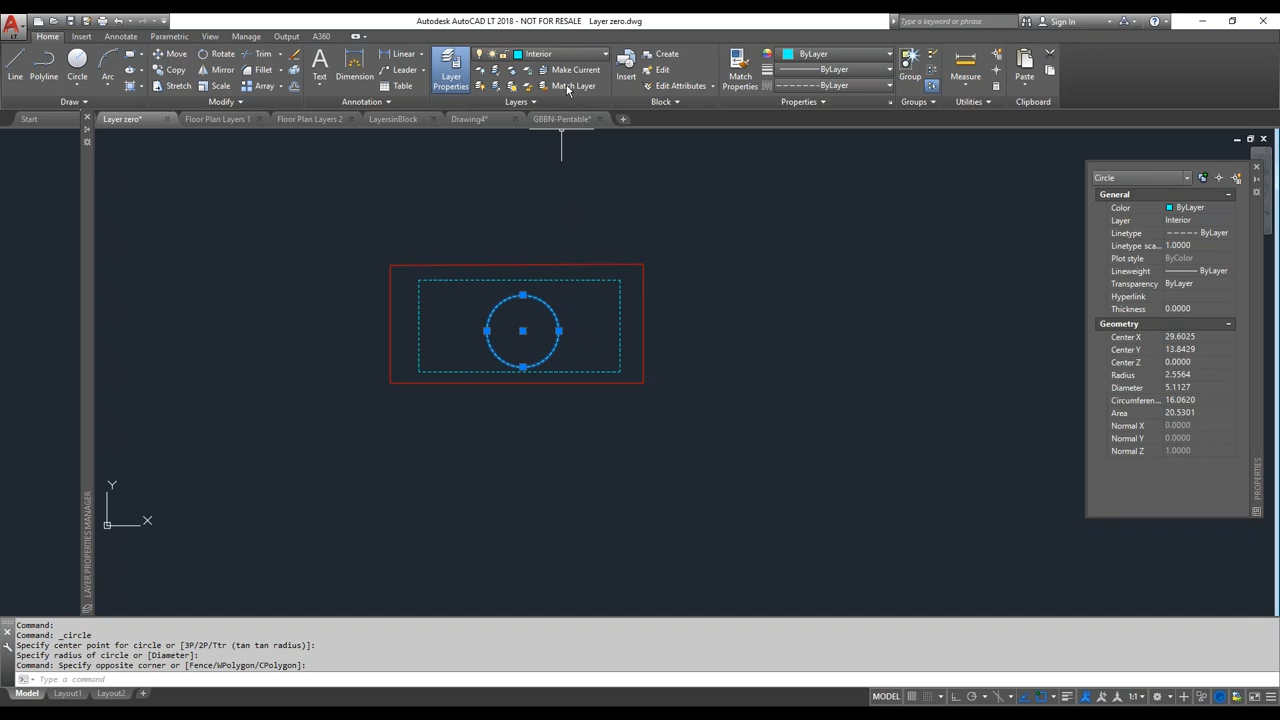 Autodesk AutoCAD LT 2018 - NOT FOR RESALE Layer zero.dwg
Type a keyword or phrase
Sign In
LT
Home Insert Annotate Parametric View Manage Output A360
Line Polyline Circle Arc
Move Rotate Trim
Copy Mirror Fillet
Stretch Scale Array
Text Dimension
Linear
Leader
Table
Layer Properties
Interior
Make Current
Match Layer
Insert
Create
Edit
Edit Attributes
Match Properties
ByLayer
ByLayer
ByLayer
Group
Measure
Paste
Draw Modify Annotation Layers Block Properties Groups Utilities Clipboard
Start Layer zero* Floor Plan Layers 1 Floor Plan Layers 2 LayersinBlock Drawing4* GBBN-Pentable*
Circle
General
Color ByLayer
Layer Interior
Linetype ByLayer
Linetype sca... 1.0000
Plot style ByColor
Lineweight ByLayer
Transparency ByLayer
Hyperlink
Thickness 0.0000
Geometry
Center X 29.6025
Center Y 13.8429
Center Z 0.0000
Radius 2.5564
Diameter 5.1127
Circumferen... 16.0620
Area 20.5301
Normal X 0.0000
Normal Y 0.0000
Normal Z 1.0000
PROPERTIES
LAYER PROPERTIES MANAGER
Y
X
Command:
Command: _circle
Specify center point for circle or [3P/2P/Ttr (tan tan radius)]:
Specify radius of circle or [Diameter]:
Command: Specify opposite corner or [Fence/WPolygon/CPolygon]:
Type a command
Model Layout1 Layout2
MODEL
1:1